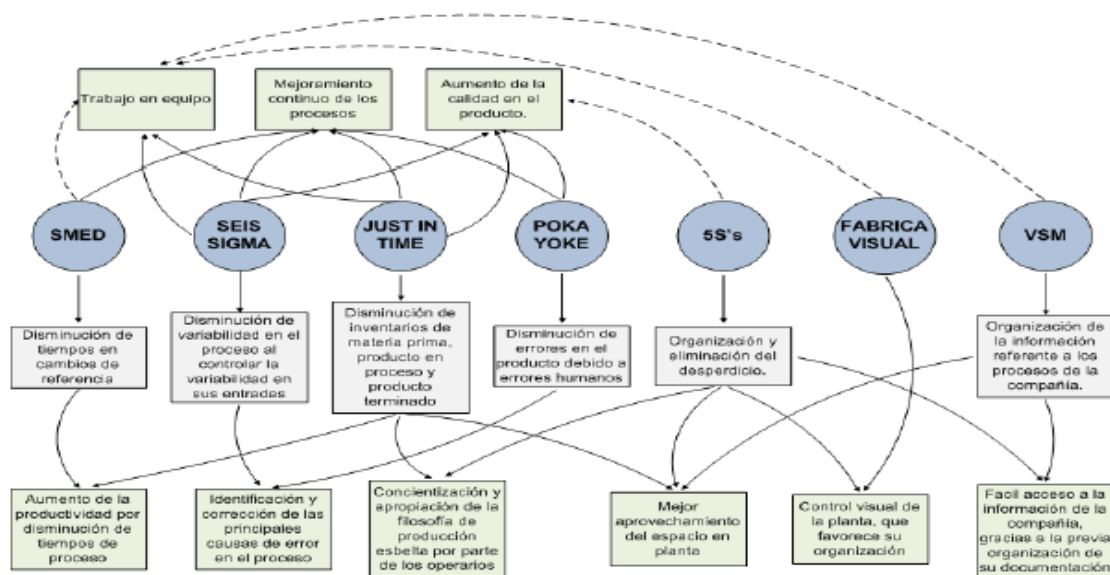 Trabajo en equipo
Mejoramiento
continuo de los
procesos
Aumento de la
calidad en el
producto.
SMED
SEIS
SIGMA
JUST IN
TIME
POKA
YOKE
5S's
FABRICA
VISUAL
VSM
Disminución de
tiempos en
cambios de
referencia
Disminución de
variabilidad en el
proceso al
controlar la
variabilidad en
sus entradas
Disminución de
inventarios de
materia prima,
producto en
proceso y
producto
terminado
Disminución de
errores en el
producto debido a
errores humanos
Organización y
eliminación del
desperdicio.
Organización de
la información
referente a los
procesos de la
compañía.
Aumento de la
productividad por
disminución de
tiempos de
proceso
Identificación y
corrección de las
principales
causas de error
en el proceso
Concientización y
apropiación de la
filosofía de
producción
esbelta por parte
de los operarios
Mejor
aprovechamiento
del espacio en
planta
Control visual de
la planta, que
favorece su
organización
Facil acceso a la
información de la
compañía,
gracias a la previa
organización de
su documentación